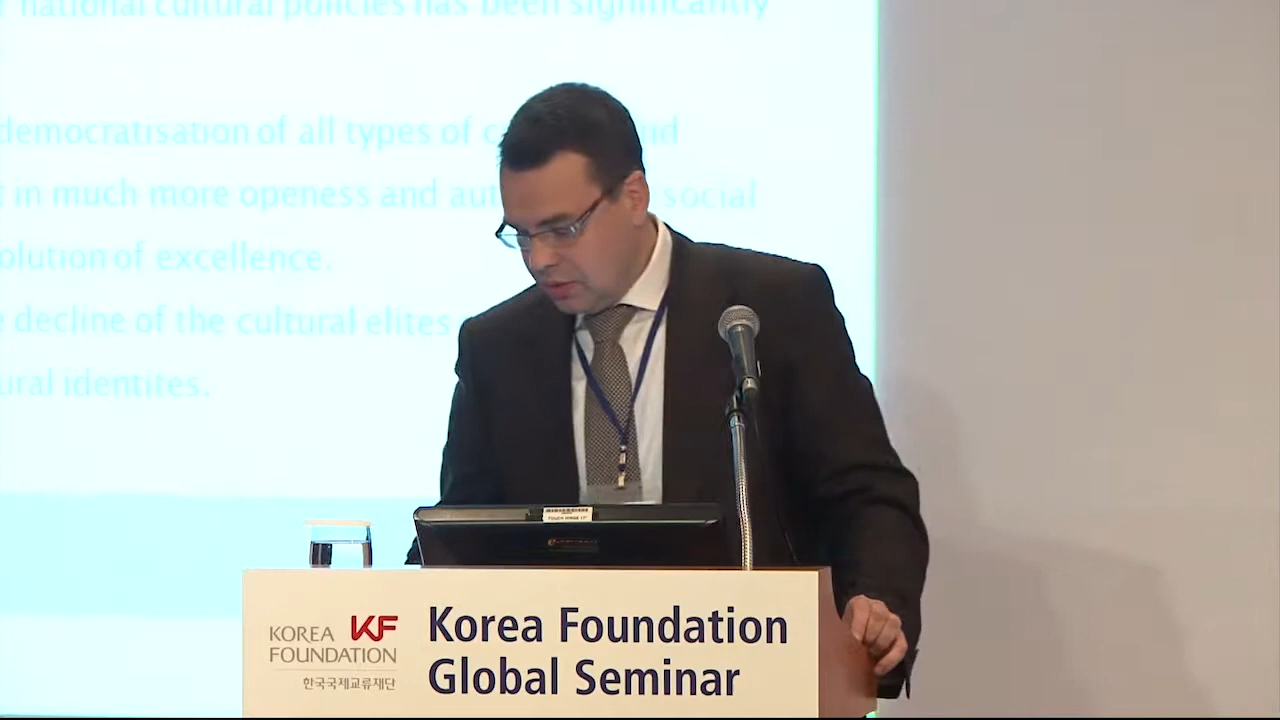 national cultural policies has been significantly
democratisation of all types of
in much more openess and social
olution of excellence.
decline of the cultural elites
ural identites.
TOUCH
KOREA KF
FOUNDATION
한국국제교류재단
Korea Foundation
Global Seminar